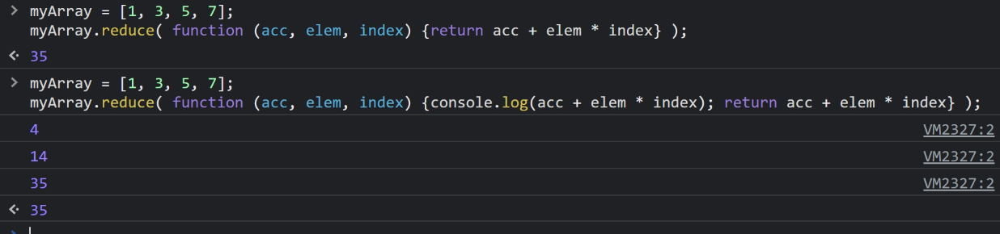 > myArray = [1, 3, 5, 7];
myArray.reduce( function (acc, elem, index) {return acc + elem * index} );
35
> myArray = [1, 3, 5, 7];
myArray.reduce( function (acc, elem, index) {console.log(acc + elem * index); return acc + elem * index} );
4 VM2327:2
14 VM2327:2
35 VM2327:2
35